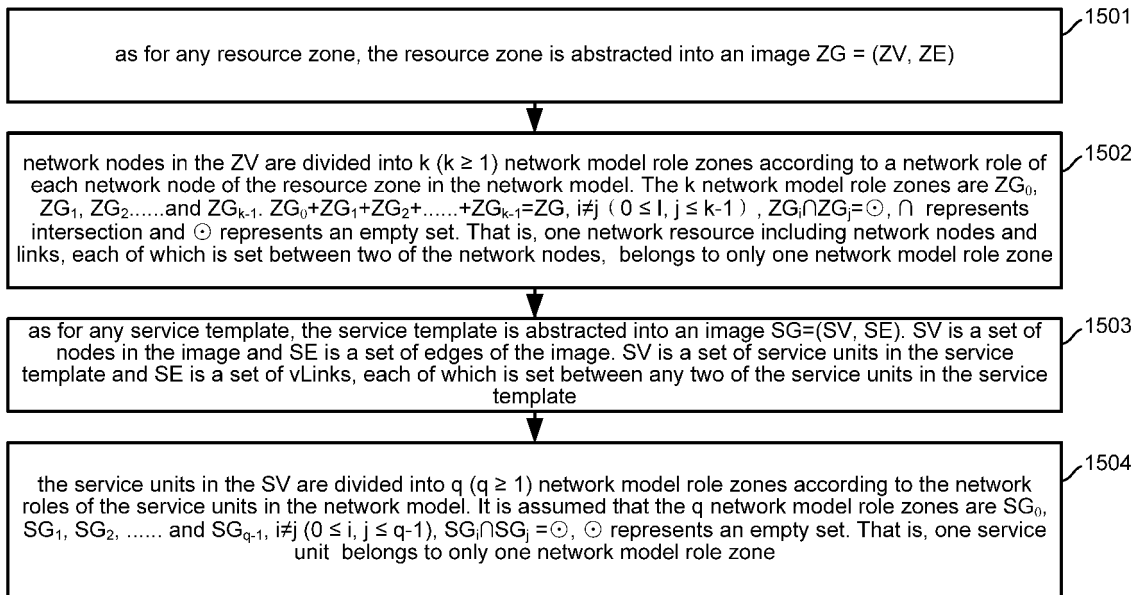 1501
as for any resource zone, the resource zone is abstracted into an image ZG = (ZV, ZE)
1502
network nodes in the ZV are divided into k (k ≥ 1) network model role zones according to a network role of
each network node of the resource zone in the network model. The k network model role zones are ZG₀,
ZG₁, ZG₂......and ZGₖ₋₁. ZG₀+ZG₁+ZG₂+......+ZGₖ₋₁=ZG, i≠j（0 ≤ I, j ≤ k-1）, ZGᵢ∩ZGⱼ=⊙, ∩ represents
intersection and ⊙ represents an empty set. That is, one network resource including network nodes and
links, each of which is set between two of the network nodes, belongs to only one network model role zone
1503
as for any service template, the service template is abstracted into an image SG=(SV, SE). SV is a set of
nodes in the image and SE is a set of edges of the image. SV is a set of service units in the service
template and SE is a set of vLinks, each of which is set between any two of the service units in the service
template
1504
the service units in the SV are divided into q (q ≥ 1) network model role zones according to the network
roles of the service units in the network model. It is assumed that the q network model role zones are SG₀,
SG₁, SG₂, ...... and SG_q₋₁, i≠j (0 ≤ i, j ≤ q-1), SGᵢ∩SGⱼ =⊙, ⊙ represents an empty set. That is, one service
unit belongs to only one network model role zone